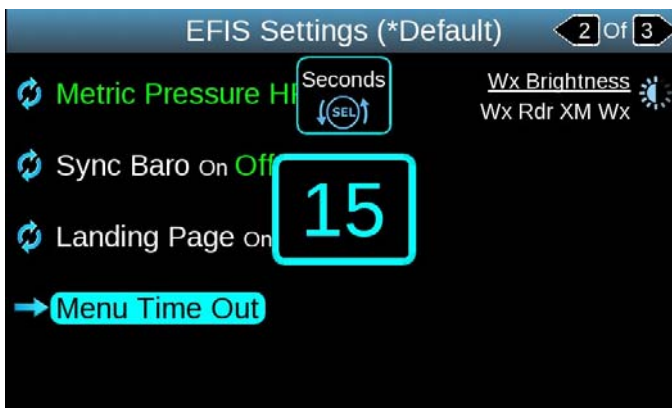 EFIS Settings (*Default) 2 Of 3
Metric Pressure
Seconds
SEL
Wx Brightness
Wx Rdr XM Wx
Sync Baro On Off
15
Landing Page On
Menu Time Out